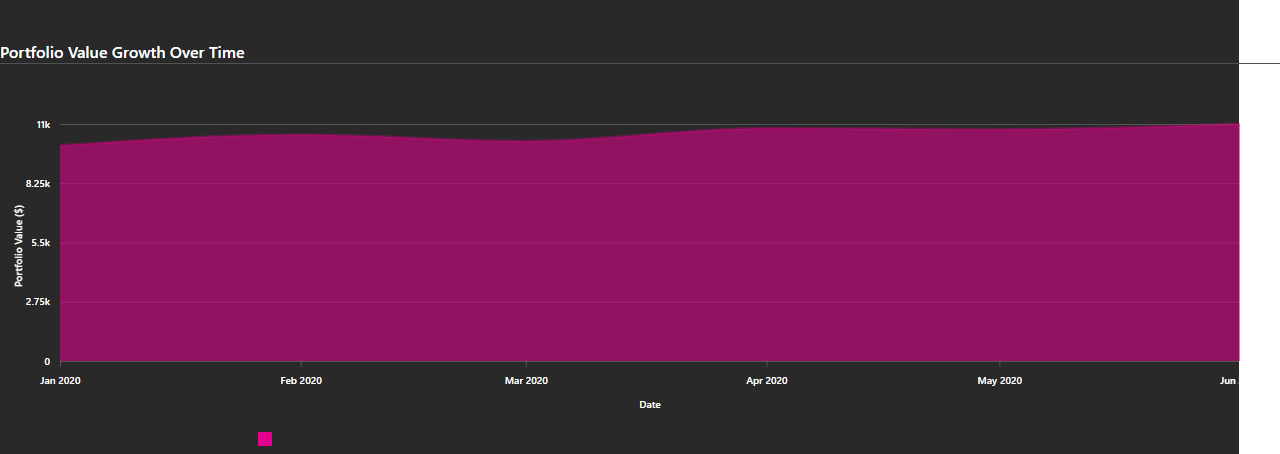 Portfolio Value Growth Over Time
11k
8.25k
5.5k
2.75k
0
Portfolio Value ($)
Jan 2020 Feb 2020 Mar 2020 Apr 2020 May 2020 Jun
Date